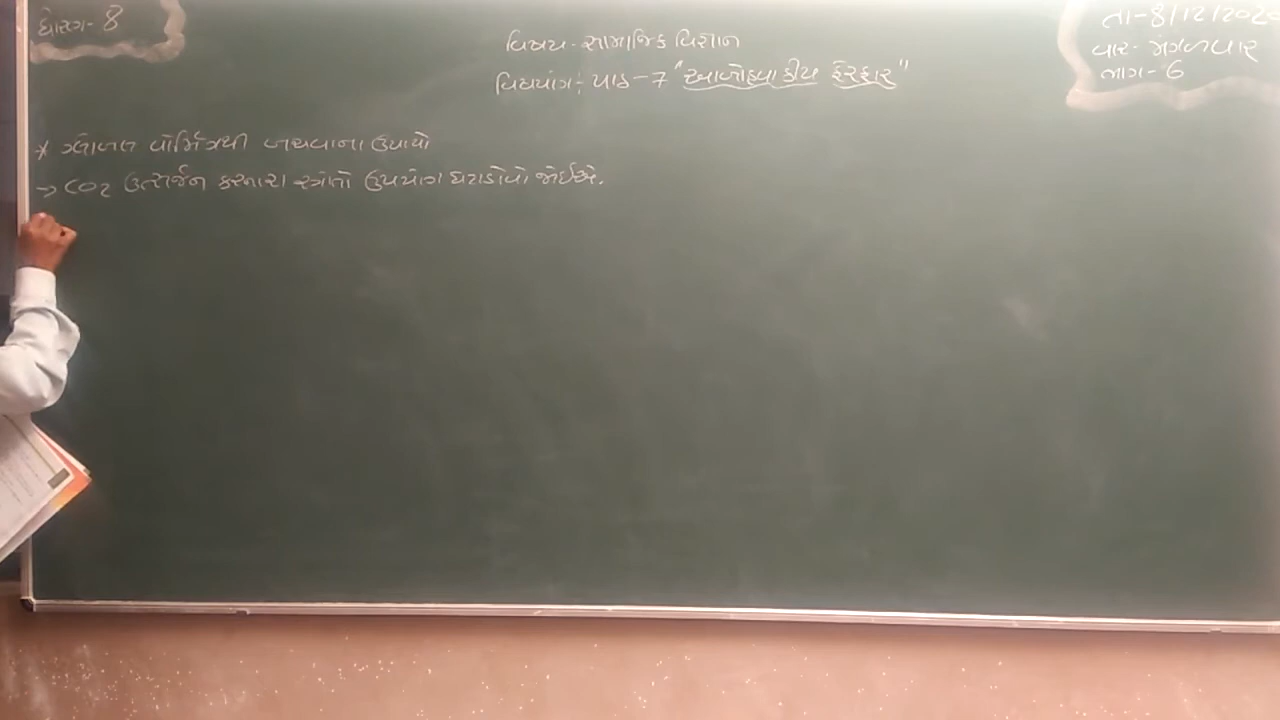 ધોરણ- 8
વિષય - સામાજિક વિજ્ઞાન
વિષયાંગ:- પાઠ - 7 "આબોહવાકીય ફેરફાર"
તા-8/12/202
વાર- મંગળવાર
ભાગ- 6
* ગ્લોબલ વોર્મિંગથી બચવાના ઉપાયો
→ CO2 ઉત્સર્જન કરનારા સ્ત્રોતો ઉપયોગ ઘટાડોવો જોઈએ.